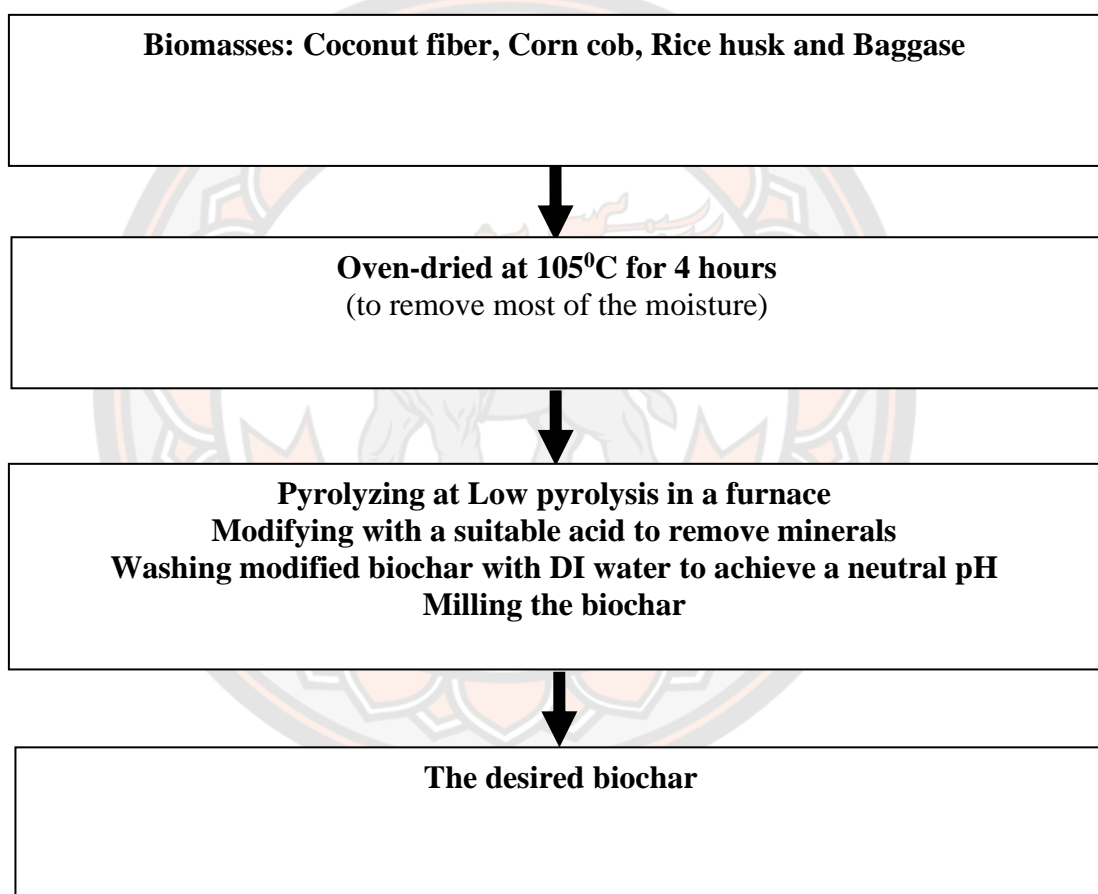 Biomasses: Coconut fiber, Corn cob, Rice husk and Baggase
Oven-dried at 105⁰C for 4 hours
(to remove most of the moisture)
Pyrolyzing at Low pyrolysis in a furnace
Modifying with a suitable acid to remove minerals
Washing modified biochar with DI water to achieve a neutral pH
Milling the biochar
The desired biochar